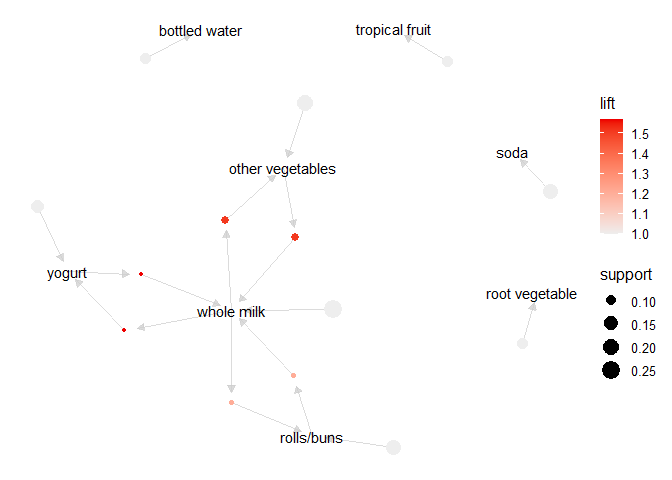 bottled water
tropical fruit
other vegetables
soda
yogurt
whole milk
root vegetable
rolls/buns
lift
1.5
1.4
1.3
1.2
1.1
1.0
support
0.10
0.15
0.20
0.25